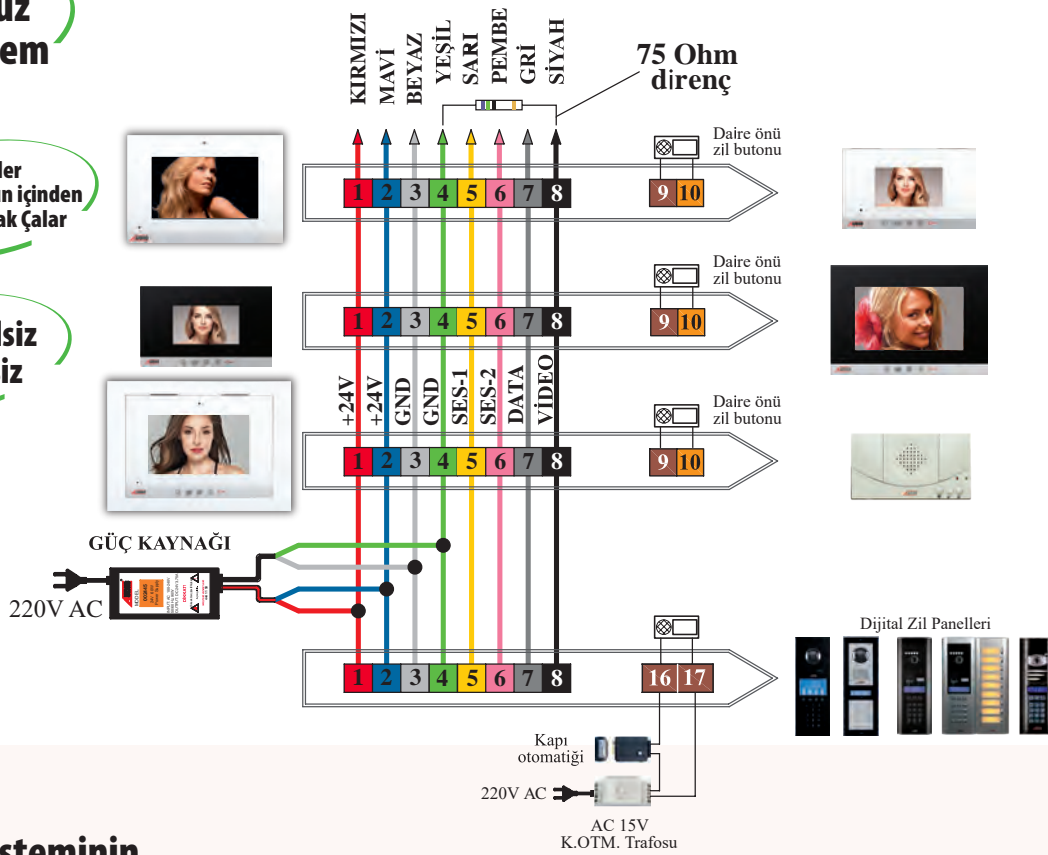 üz
em
KIRMIZI
MAVİ
BEYAZ
YEŞİL
SARI
PEMBE
GRİ
SİYAH
75 Ohm
direnç
ler
ın içinden
ak Çalar
1 2 3 4 5 6 7 8
Daire önü
zil butonu
9 10
1 2 3 4 5 6 7 8
Daire önü
zil butonu
9 10
lsiz
iz
+24V
+24V
GND
GND
SES-1
SES-2
DATA
VİDEO
1 2 3 4 5 6 7 8
Daire önü
zil butonu
9 10
GÜÇ KAYNAĞI
220V AC
1 2 3 4 5 6 7 8
16 17
Dijital Zil Panelleri
Kapı
otomatiği
220V AC
AC 15V
K.OTM. Trafosu
steminin